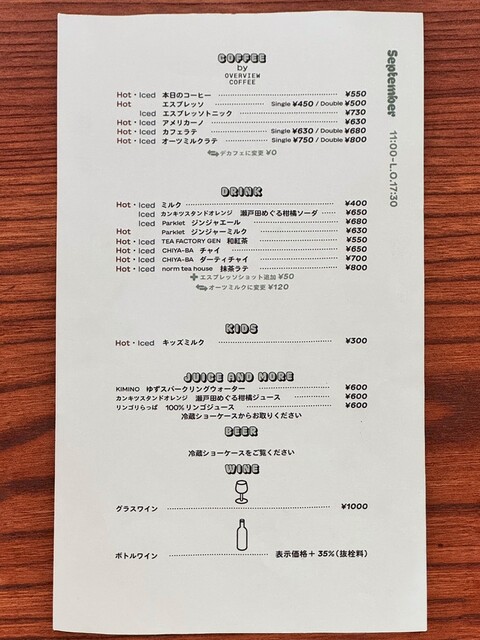 COFFEE
by
OVERVIEW
COFFEE
Hot・Iced 本日のコーヒー ¥550
Hot エスプレッソ Single ¥450 / Double ¥500
Iced エスプレッソトニック ¥730
Hot・Iced アメリカーノ ¥630
Hot・Iced カフェラテ Single ¥630 / Double ¥680
Hot・Iced オーツミルクラテ Single ¥750 / Double ¥800
デカフェに変更 ¥0
DRINK
Hot・Iced ミルク ¥400
Iced カンキツスタンドオレンジ 瀬戸田めぐる柑橘ソーダ ¥650
Iced Parklet ジンジャエール ¥680
Hot Parklet ジンジャーミルク ¥630
Hot・Iced TEA FACTORY GEN 和紅茶 ¥550
Hot・Iced CHIYA-BA チャイ ¥650
Hot・Iced CHIYA-BA ダーティチャイ ¥700
Hot・Iced norm tea house 抹茶ラテ ¥800
エスプレッソショット追加 ¥50
オーツミルクに変更 ¥120
KIDS
Hot・Iced キッズミルク ¥300
JUICE AND MORE
KIMINO ゆずスパークリングウォーター ¥600
カンキツスタンドオレンジ 瀬戸田めぐる柑橘ジュース ¥600
リンゴりらっぱ 100%リンゴジュース ¥600
冷蔵ショーケースからお取りください
BEER
冷蔵ショーケースをご覧ください
WINE
グラスワイン ¥1000
ボトルワイン 表示価格+35%(抜栓料)
September 11:00-L.O.17:30